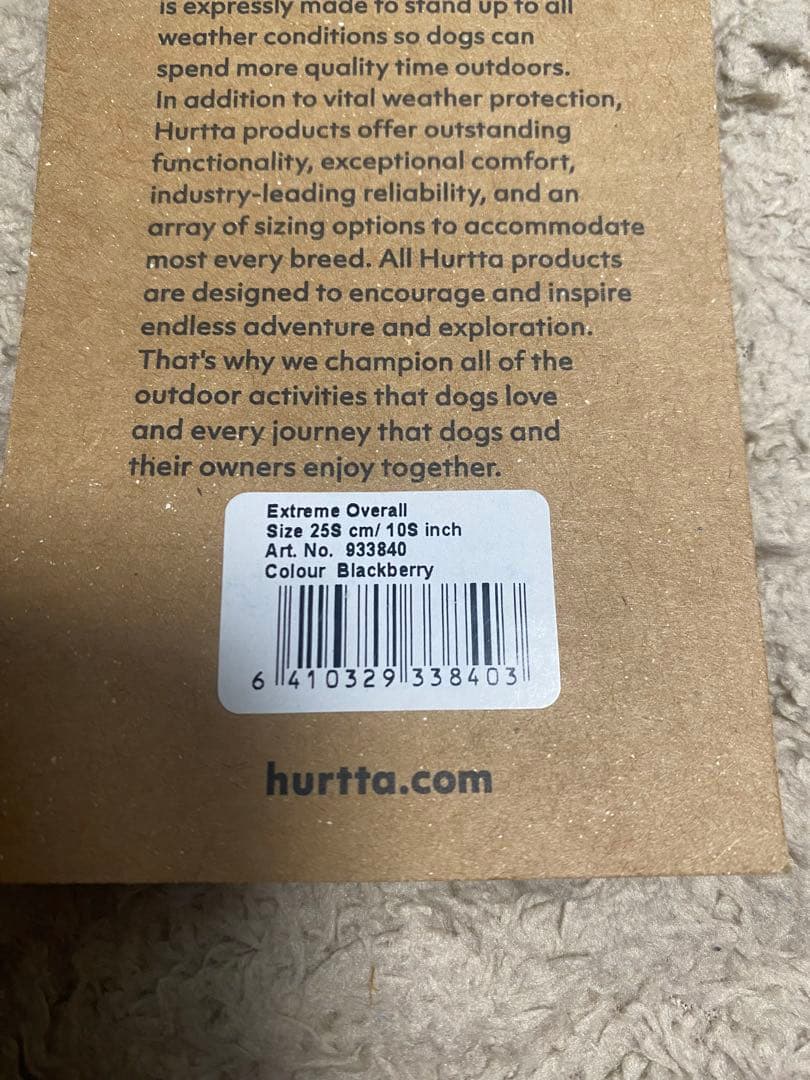 is expressly made to stand up to all
weather conditions so dogs can
spend more quality time outdoors.
In addition to vital weather protection,
Hurtta products offer outstanding
functionality, exceptional comfort,
industry-leading reliability, and an
array of sizing options to accommodate
most every breed. All Hurtta products
are designed to encourage and inspire
endless adventure and exploration.
That's why we champion all of the
outdoor activities that dogs love
and every journey that dogs and
their owners enjoy together.
Extreme Overall
Size 25S cm/ 10S inch
Art. No. 933840
Colour Blackberry
6 410329 338403
hurtta.com